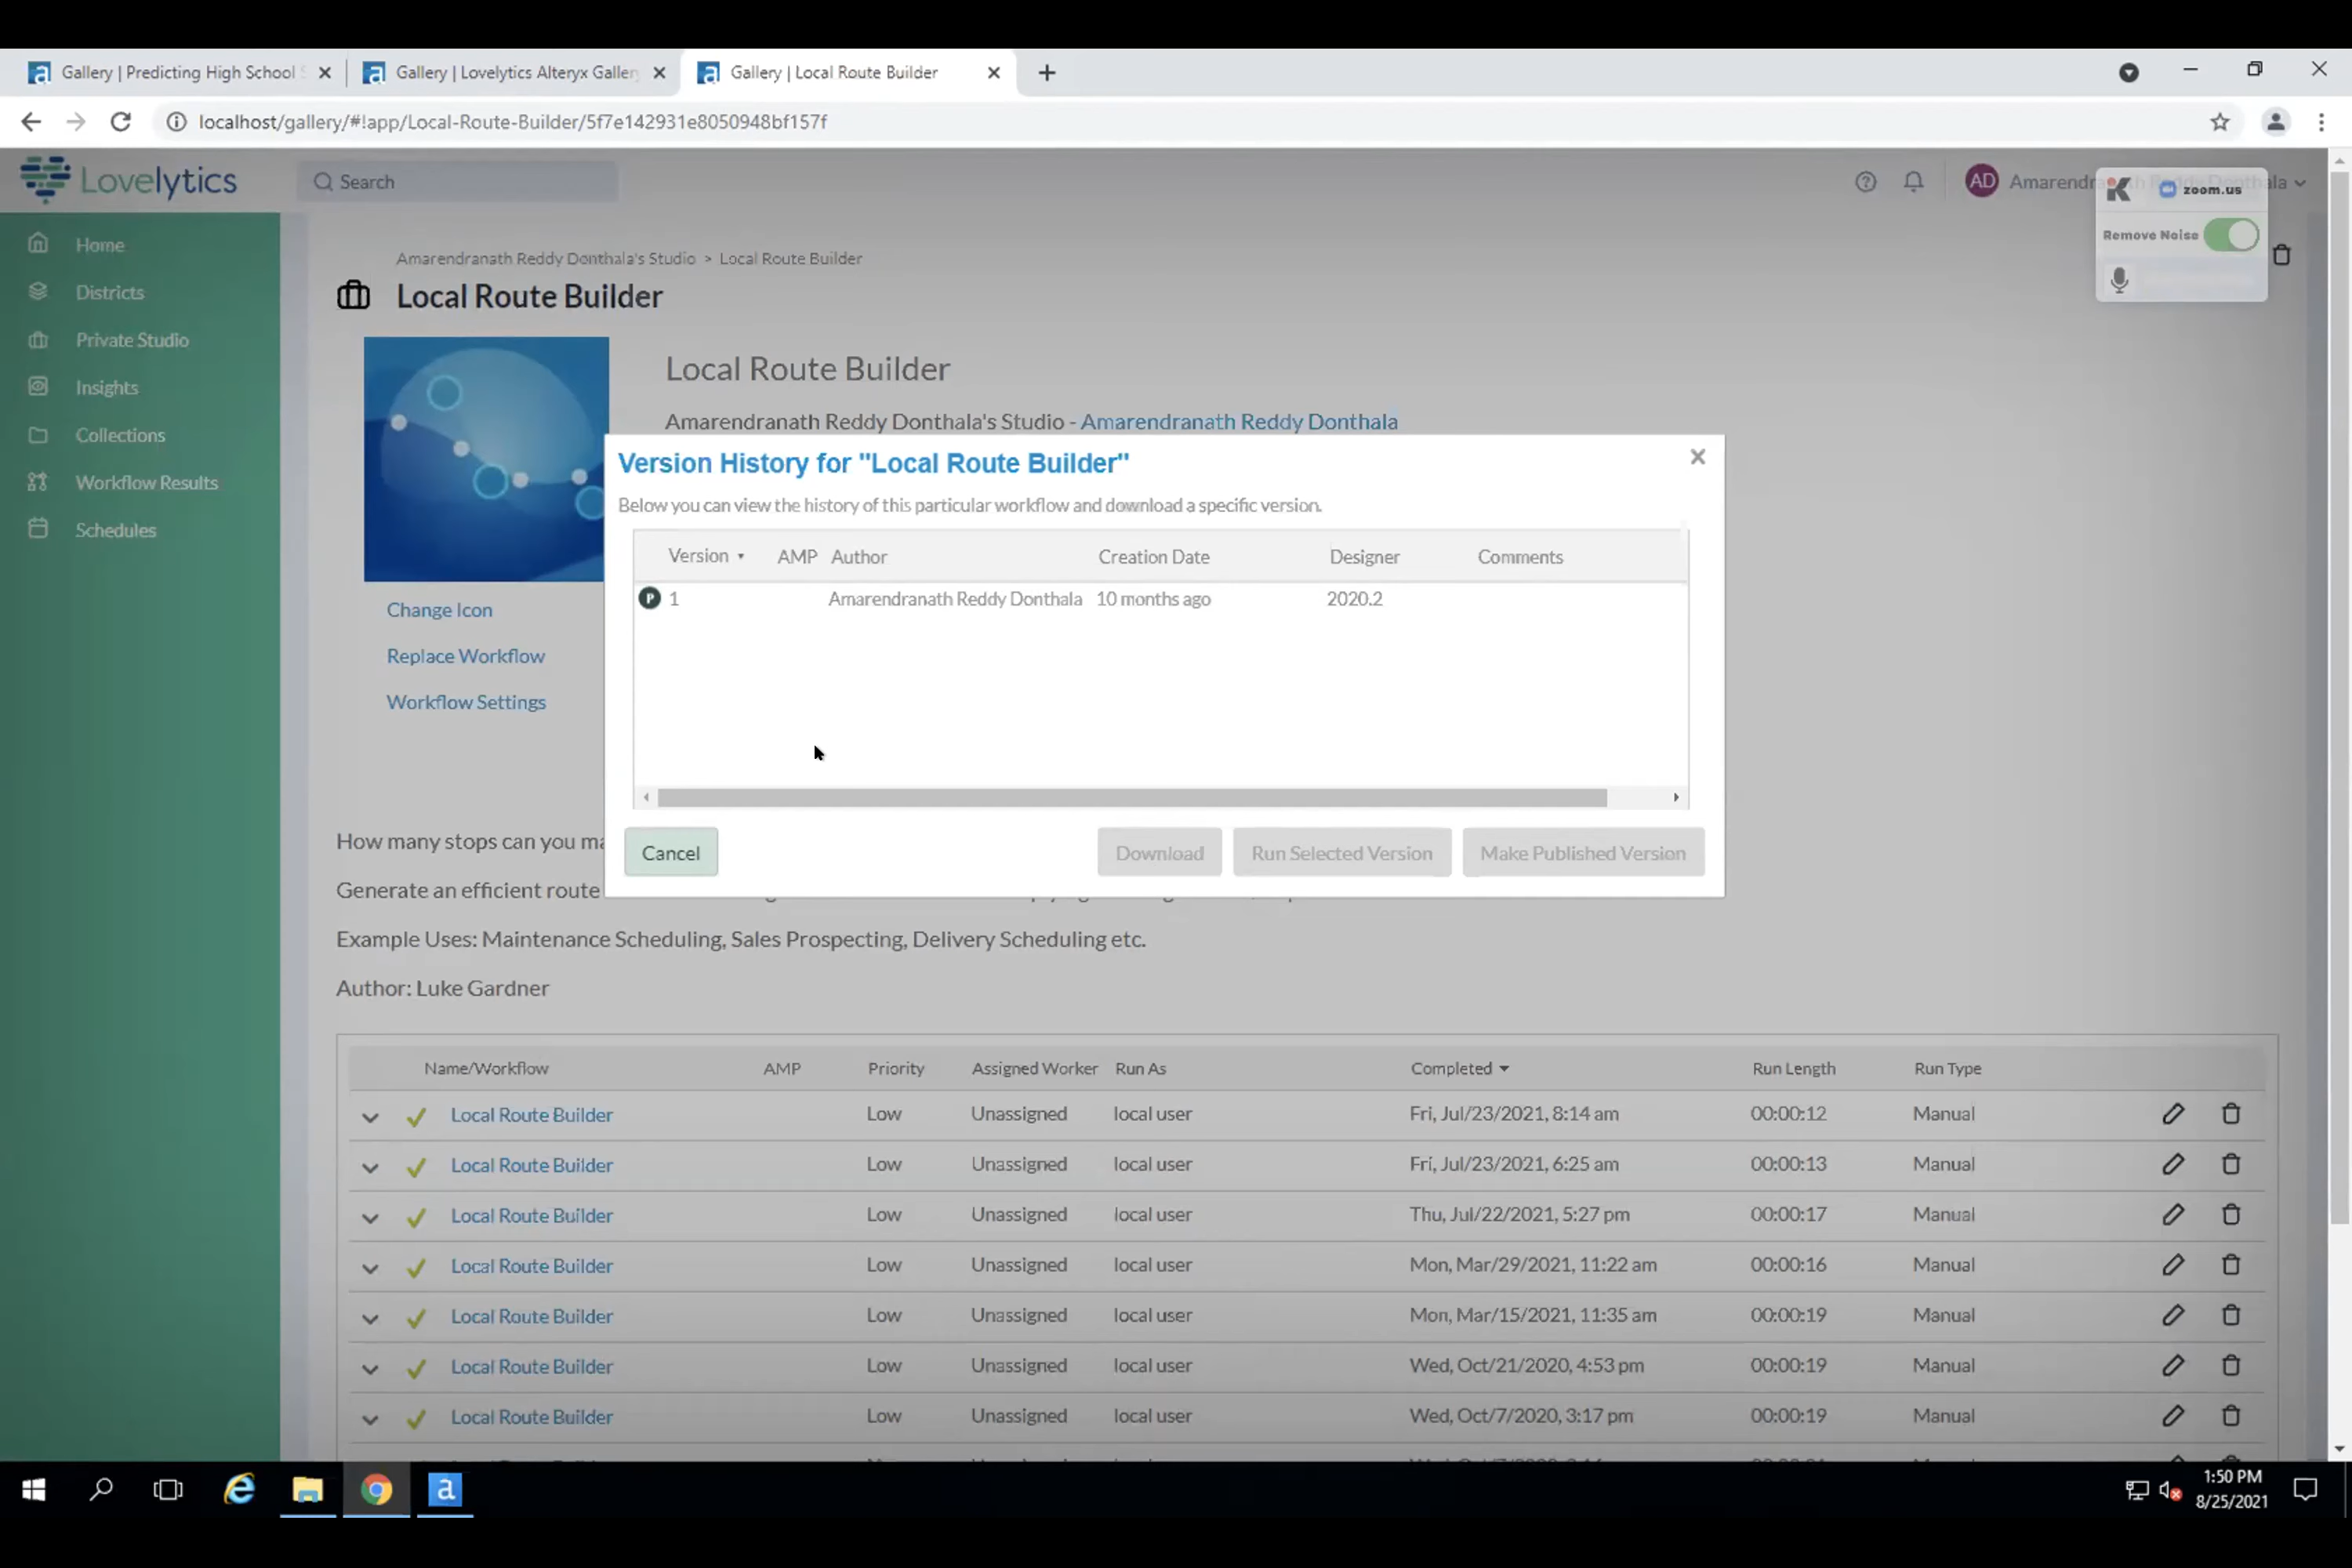 Gallery | Predicting High School
Gallery | Lovelytics Alteryx Galler
Gallery | Local Route Builder
localhost/gallery/#!app/Local-Route-Builder/5f7e142931e8050948bf157f
Lovelytics
Search
AD
Amarendr
thala
zoom.us
Remove Noise
Home
Districts
Private Studio
Insights
Collections
Workflow Results
Schedules
Amarendranath Reddy Donthala's Studio > Local Route Builder
Local Route Builder
Local Route Builder
Amarendranath Reddy Donthala's Studio - Amarendranath Reddy Donthala
Change Icon
Replace Workflow
Workflow Settings
Version History for "Local Route Builder"
Below you can view the history of this particular workflow and download a specific version.
Version AMP Author Creation Date Designer Comments
P 1 Amarendranath Reddy Donthala 10 months ago 2020.2
Cancel Download Run Selected Version Make Published Version
How many stops can you ma
Generate an efficient route
Example Uses: Maintenance Scheduling, Sales Prospecting, Delivery Scheduling etc.
Author: Luke Gardner
Name/Workflow AMP Priority Assigned Worker Run As Completed Run Length Run Type
Local Route Builder Low Unassigned local user Fri, Jul/23/2021, 8:14 am 00:00:12 Manual
Local Route Builder Low Unassigned local user Fri, Jul/23/2021, 6:25 am 00:00:13 Manual
Local Route Builder Low Unassigned local user Thu, Jul/22/2021, 5:27 pm 00:00:17 Manual
Local Route Builder Low Unassigned local user Mon, Mar/29/2021, 11:22 am 00:00:16 Manual
Local Route Builder Low Unassigned local user Mon, Mar/15/2021, 11:35 am 00:00:19 Manual
Local Route Builder Low Unassigned local user Wed, Oct/21/2020, 4:53 pm 00:00:19 Manual
Local Route Builder Low Unassigned local user Wed, Oct/7/2020, 3:17 pm 00:00:19 Manual
1:50 PM
8/25/2021